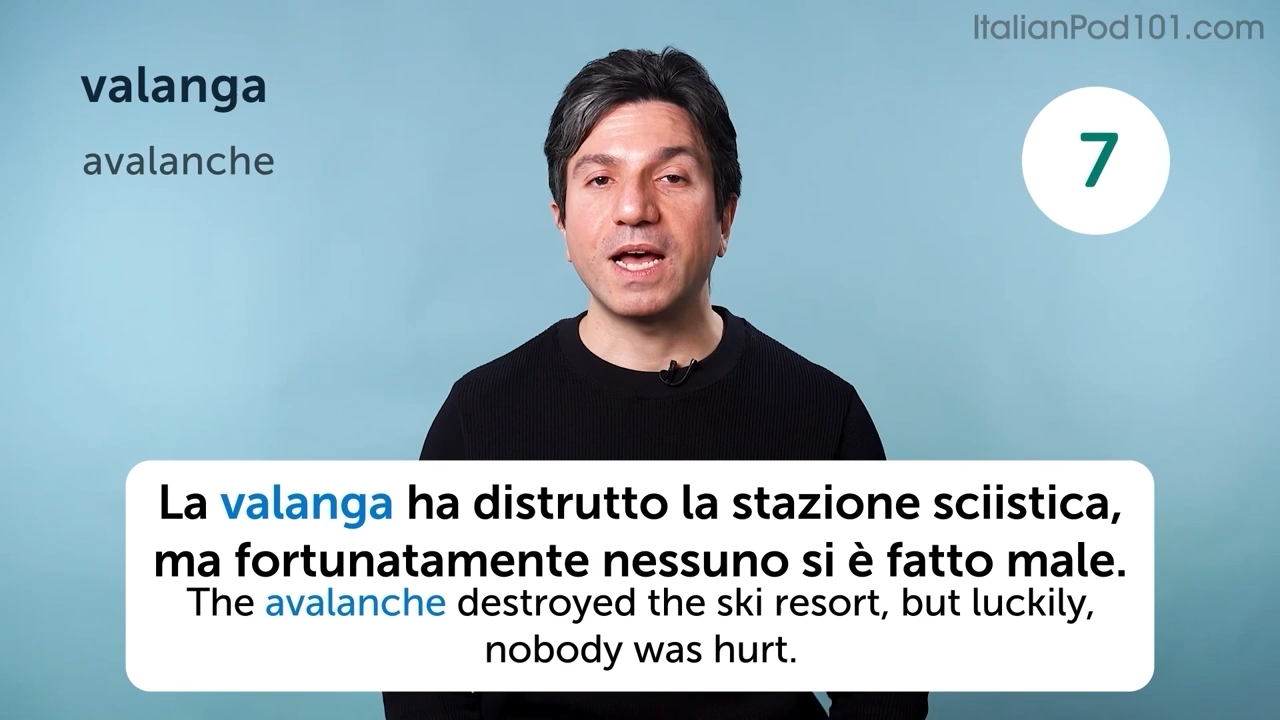 ItalianPod101.com
valanga
avalanche
7
La valanga ha distrutto la stazione sciistica,
ma fortunatamente nessuno si è fatto male.
The avalanche destroyed the ski resort, but luckily,
nobody was hurt.